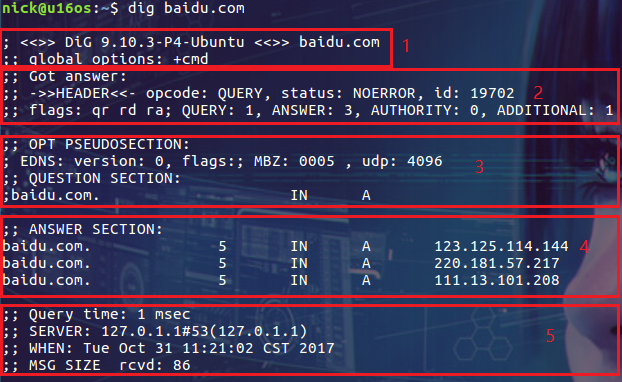 nick@u16os:~$ dig baidu.com
; <<>> DiG 9.10.3-P4-Ubuntu <<>> baidu.com 1
;; global options: +cmd
;; Got answer:
;; ->>HEADER<<- opcode: QUERY, status: NOERROR, id: 19702 2
;; flags: qr rd ra; QUERY: 1, ANSWER: 3, AUTHORITY: 0, ADDITIONAL: 1
;; OPT PSEUDOSECTION:
; EDNS: version: 0, flags:; MBZ: 0005 , udp: 4096 3
;; QUESTION SECTION:
;baidu.com. IN A
;; ANSWER SECTION:
baidu.com. 5 IN A 123.125.114.144 4
baidu.com. 5 IN A 220.181.57.217
baidu.com. 5 IN A 111.13.101.208
;; Query time: 1 msec
;; SERVER: 127.0.1.1#53(127.0.1.1) 5
;; WHEN: Tue Oct 31 11:21:02 CST 2017
;; MSG SIZE rcvd: 86